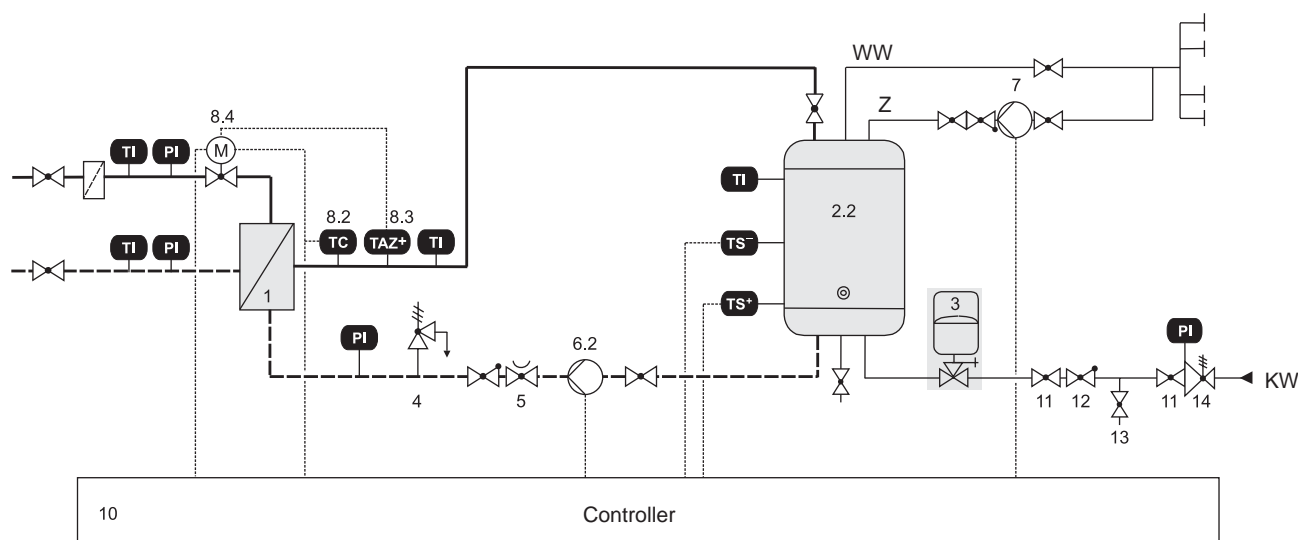 WW
7
Z
8.4
M
TI
PI
8.2
8.3
TI
2.2
TC
TAZ+
TI
TS⁻
TI
PI
1
TS⁺
3
PI
6.2
PI
KW
4
5
11
12
11
14
13
10
Controller